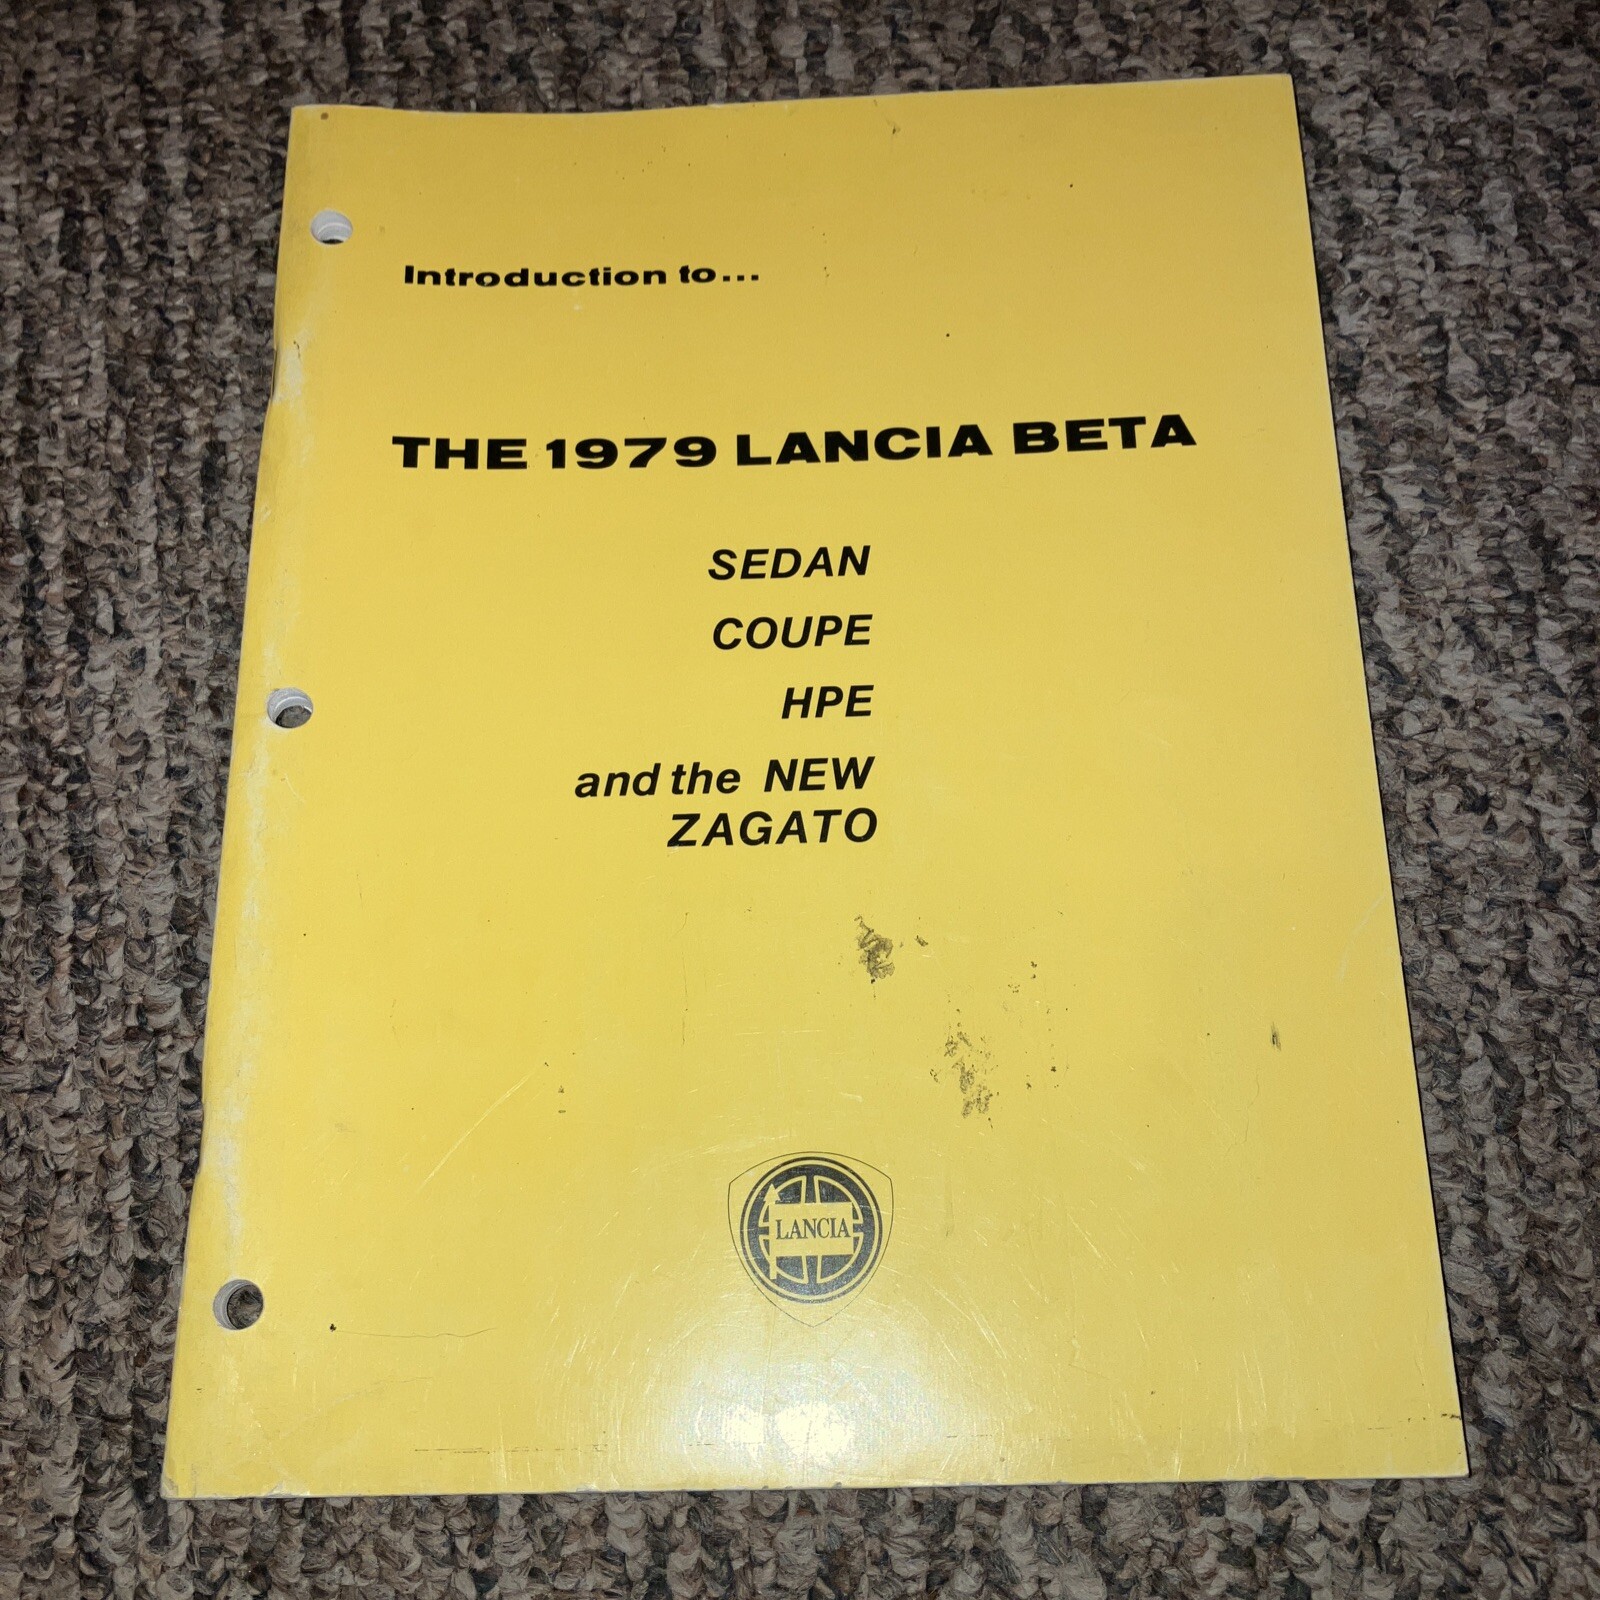 Introduction to...
THE 1979 LANCIA BETA
SEDAN
COUPE
HPE
and the NEW
ZAGATO
LANCIA